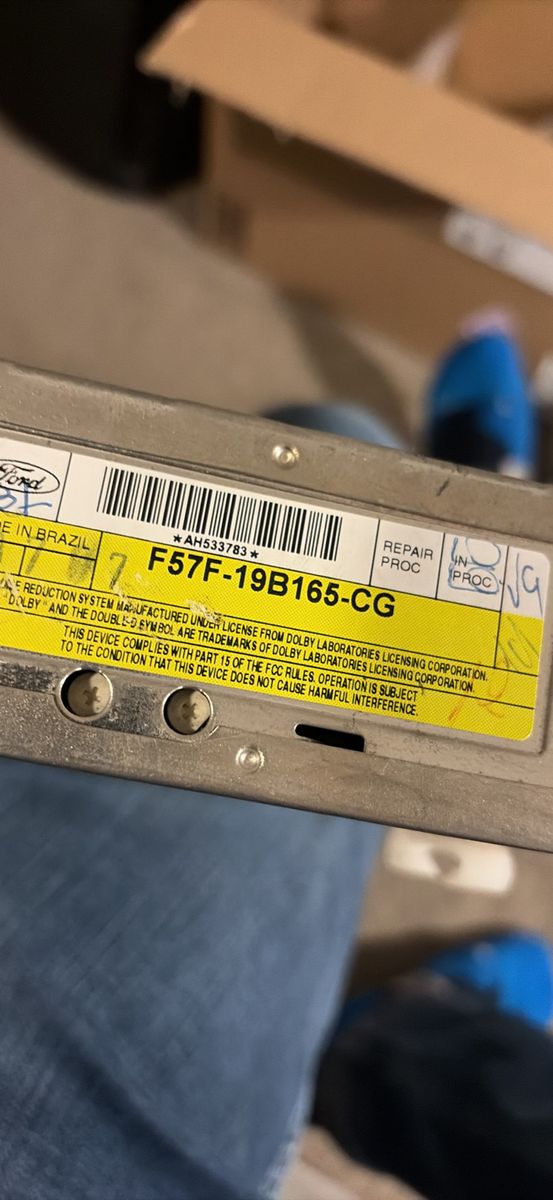 Ford
*AH533783*
DE IN BRAZIL
F57F-19B165-CG
REPAIR
PROC
IN
PROC
REDUCTION SYSTEM MANUFACTURED UNDER LICENSE FROM DOLBY LABORATORIES LICENSING CORPORATION.
"DOLBY" AND THE DOUBLE-D SYMBOL ARE TRADEMARKS OF DOLBY LABORATORIES LICENSING CORPORATION.
THIS DEVICE COMPLIES WITH PART 15 OF THE FCC RULES. OPERATION IS SUBJECT
TO THE CONDITION THAT THIS DEVICE DOES NOT CAUSE HARMFUL INTERFERENCE.